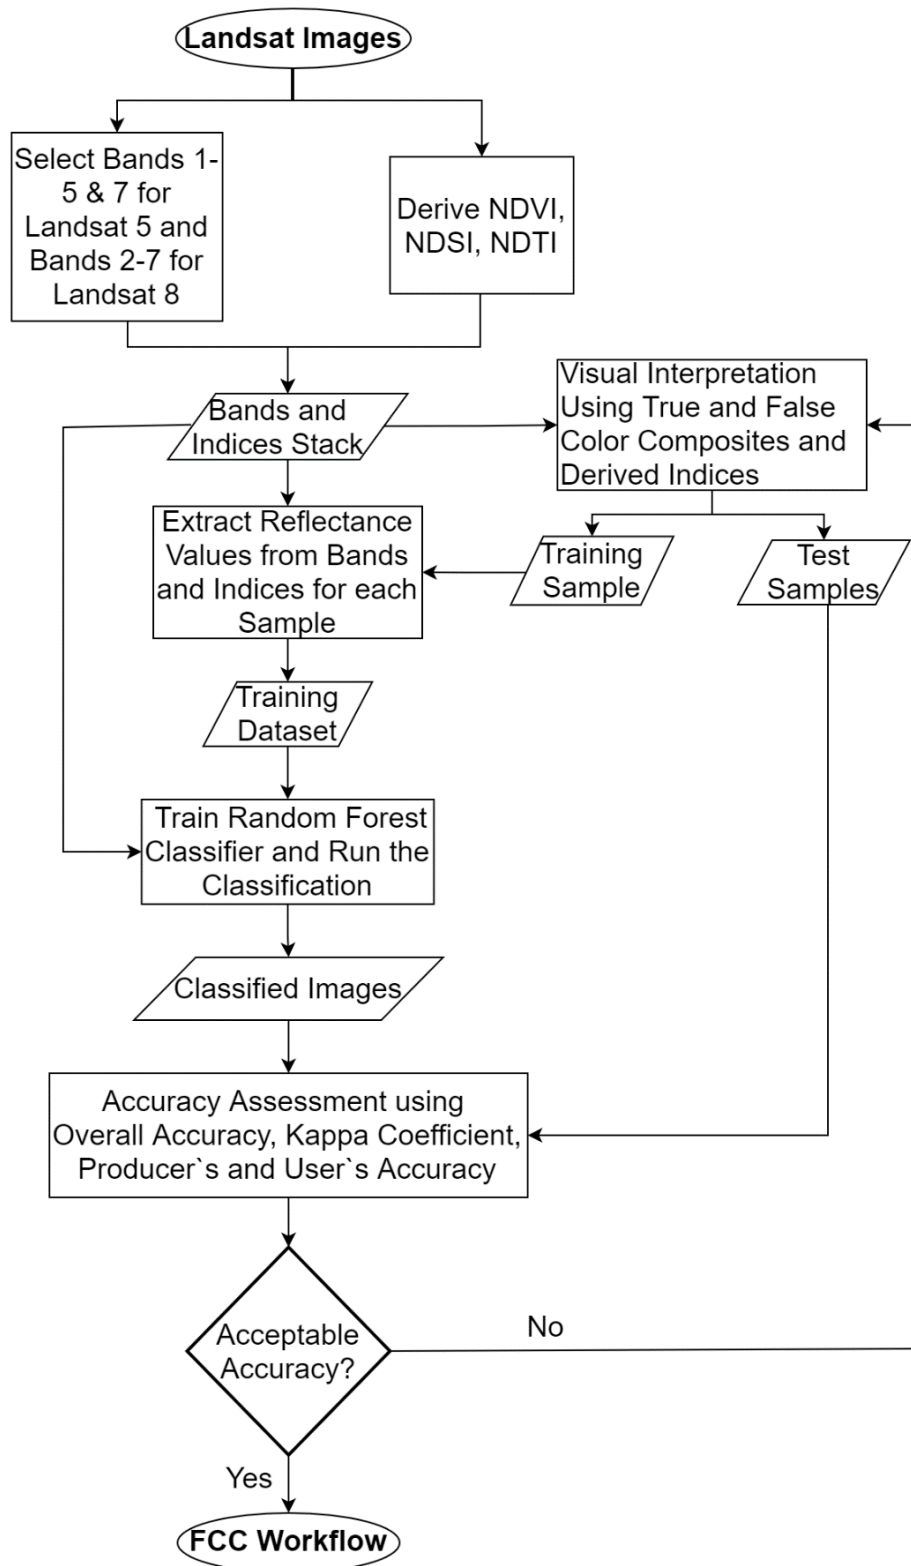 Landsat Images
Select Bands 1-
5 & 7 for
Landsat 5 and
Bands 2-7 for
Landsat 8
Derive NDVI,
NDSI, NDTI
Bands and
Indices Stack
Visual Interpretation
Using True and False
Color Composites and
Derived Indices
Extract Reflectance
Values from Bands
and Indices for each
Sample
Training
Sample
Test
Samples
Training
Dataset
Train Random Forest
Classifier and Run the
Classification
Classified Images
Accuracy Assessment using
Overall Accuracy, Kappa Coefficient,
Producer`s and User`s Accuracy
Acceptable
Accuracy?
No
Yes
FCC Workflow